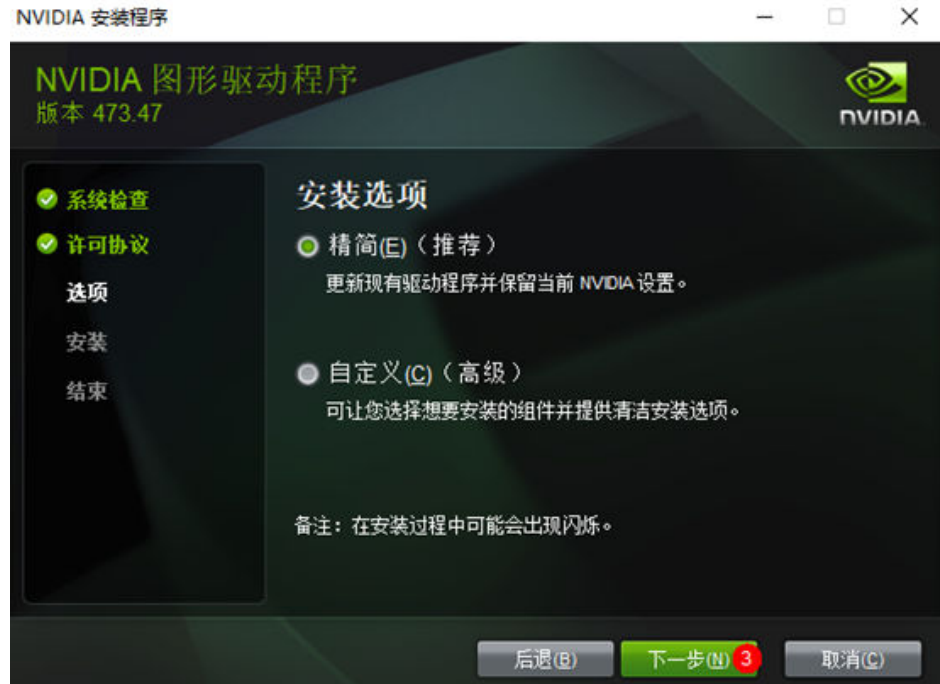 NVIDIA 安装程序
NVIDIA 图形驱动程序
版本 473.47
NVIDIA.
系统检查
许可协议
选项
安装
结束
安装选项
精简(E)（推荐）
更新现有驱动程序并保留当前 NVIDIA 设置。
自定义(C)（高级）
可让您选择想要安装的组件并提供清洁安装选项。
备注：在安装过程中可能会出现闪烁。
后退(B)
下一步(N) 3
取消(C)